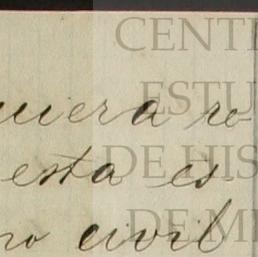 CENT
uiera re
ESTU
esta es
DE HIS
no civil
DE M